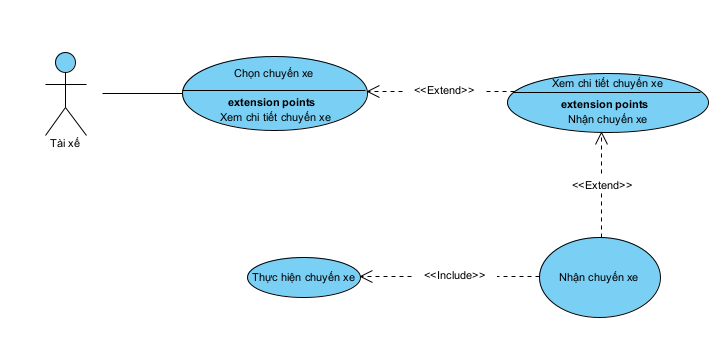 Tài xế
Chọn chuyến xe
extension points
Xem chi tiết chuyến xe
<<Extend>>
Xem chi tiết chuyến xe
extension points
Nhận chuyến xe
<<Extend>>
Thực hiện chuyến xe
<<Include>>
Nhận chuyến xe